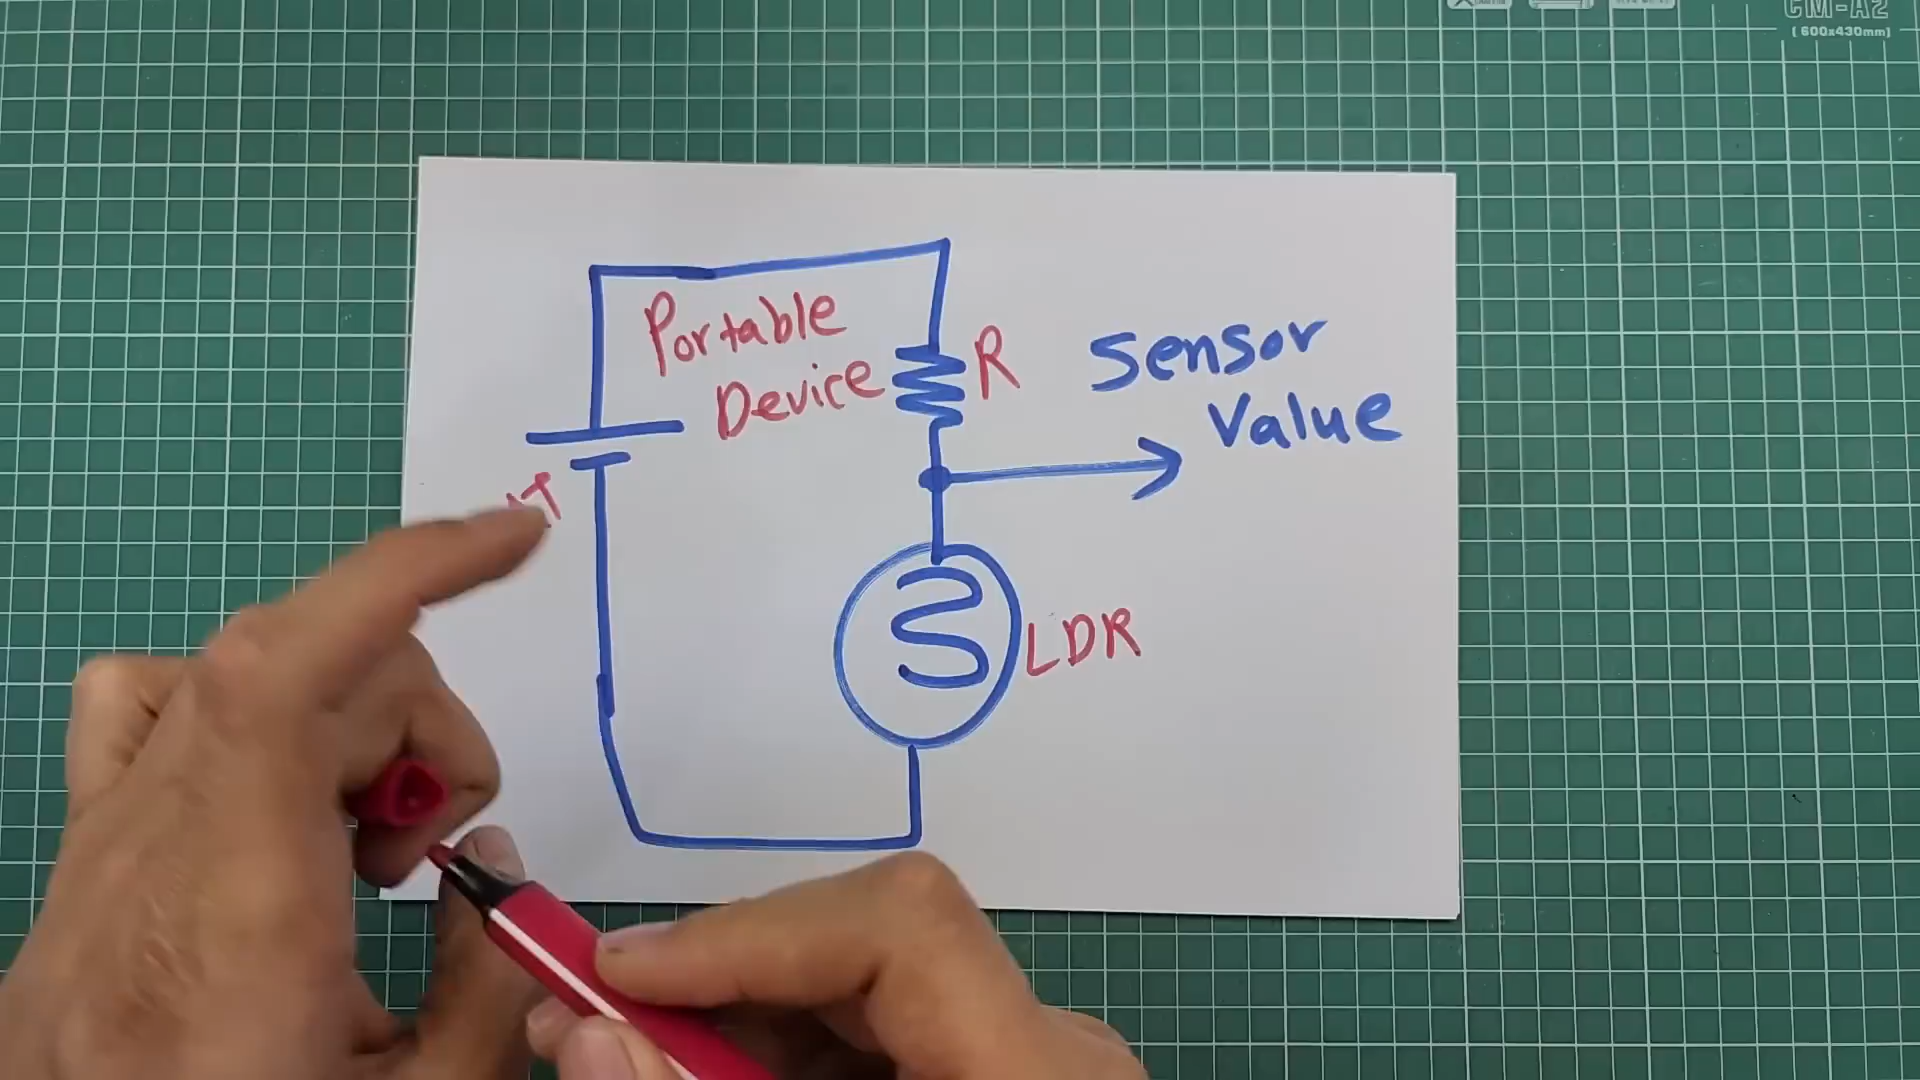 CM-A2
(600x430mm)
Portable
Device
R
Sensor
Value
LDR